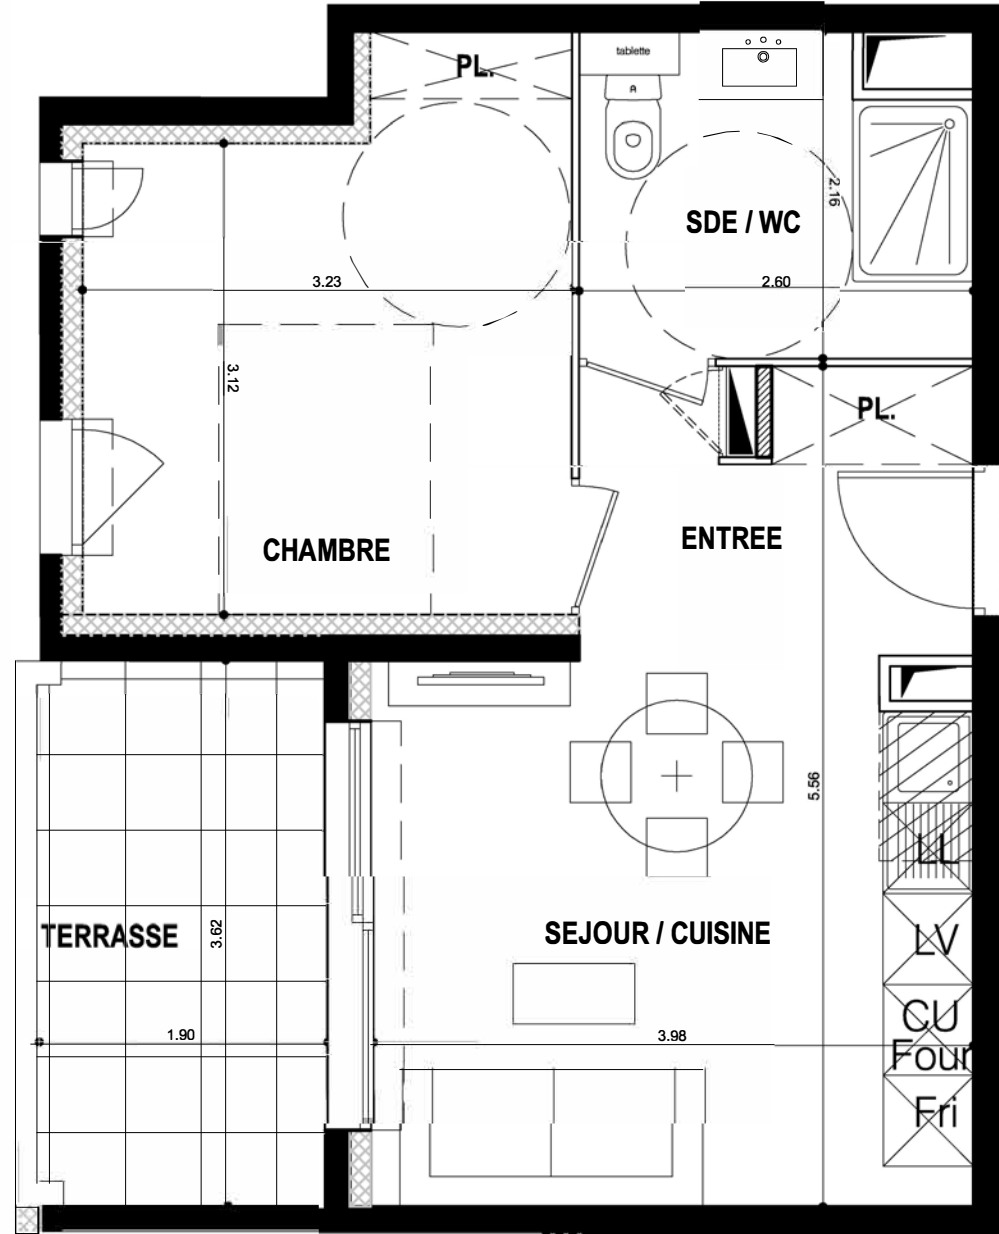 tablette
PL.
A
2.16
SDE / WC
3.23
2.60
3.12
PL.
CHAMBRE
ENTREE
5.56
LL
TERRASSE
3.62
SEJOUR / CUISINE
LV
CU
Four
1.90
3.98
Fri